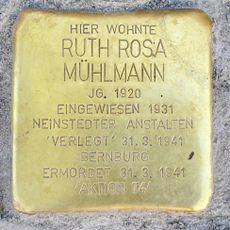 HIER WOHNTE
RUTH ROSA
MÜHLMANN
JG. 1920
EINGEWIESEN 1931
NEINSTEDTER ANSTALTEN
'VERLEGT' 31.3.1941
BERNBURG
ERMORDET 31.3.1941
'AKTION T4'